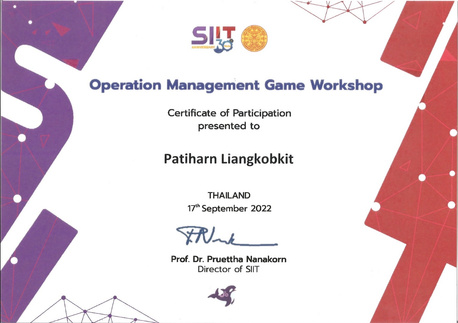 SIIT
30
Operation Management Game Workshop
Certificate of Participation
presented to
Patiharn Liangkobkit
THAILAND
17th September 2022
Prof. Dr. Pruettha Nanakorn
Director of SIIT